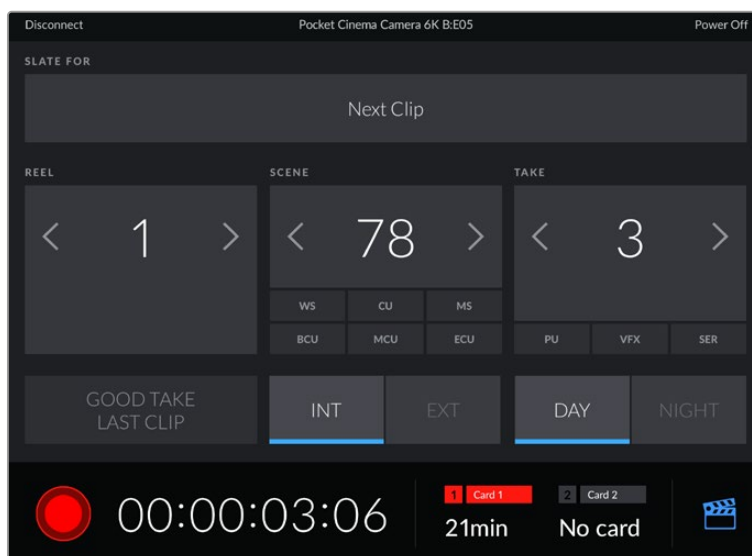 Disconnect Pocket Cinema Camera 6K B:E05 Power Off
SLATE FOR
Next Clip
REEL SCENE TAKE
1 78 3
WS CU MS
BCU MCU ECU PU VFX SER
GOOD TAKE
LAST CLIP
INT EXT DAY NIGHT
00:00:03:06
1 Card 1 2 Card 2
21min No card